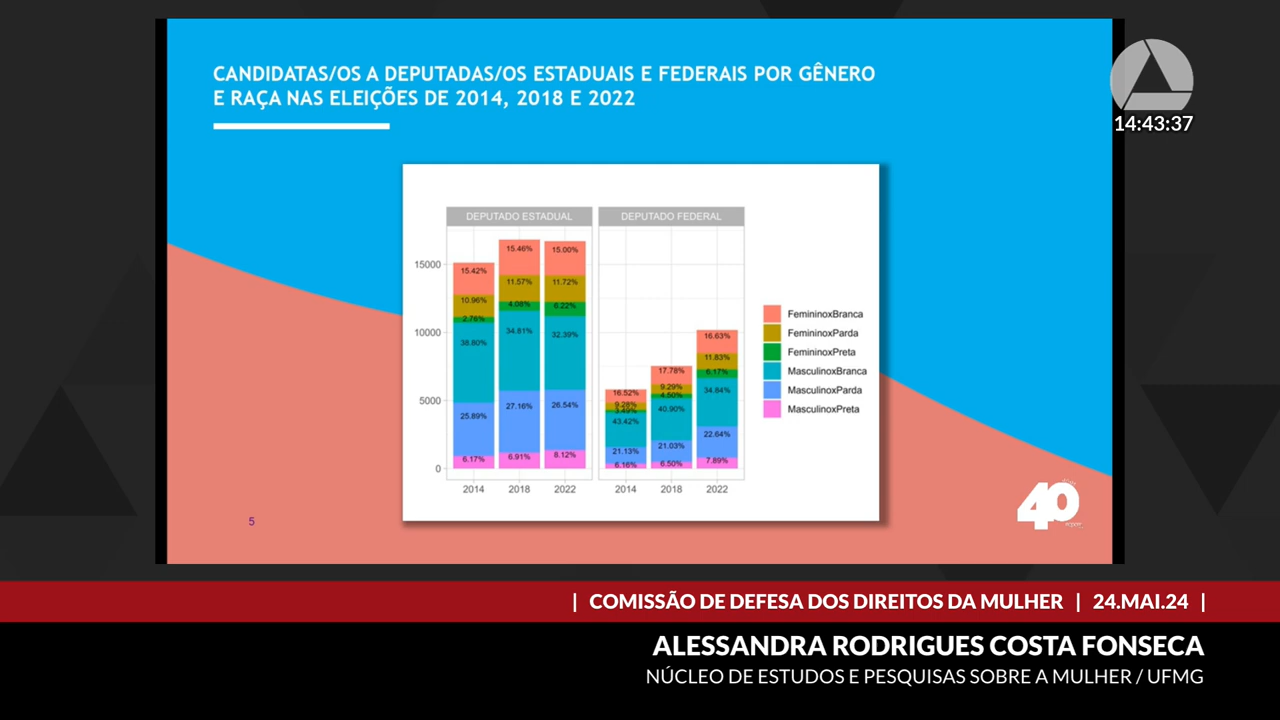 CANDIDATAS/OS A DEPUTADAS/OS ESTADUAIS E FEDERAIS POR GÊNERO
E RAÇA NAS ELEIÇÕES DE 2014, 2018 E 2022
14:43:37
DEPUTADO ESTADUAL
DEPUTADO FEDERAL
15000
10000
5000
0
15.42%
10.96%
2.76%
38.80%
25.89%
6.17%
15.46%
11.57%
4.08%
34.81%
27.16%
6.91%
15.00%
11.72%
6.22%
32.39%
26.54%
8.12%
16.52%
9.28%
3.49%
43.42%
21.13%
6.16%
17.78%
9.29%
4.50%
40.90%
21.03%
6.50%
16.63%
11.83%
6.17%
34.84%
22.64%
7.89%
2014 2018 2022
2014 2018 2022
FemininoxBranca
FemininoxParda
FemininoxPreta
MasculinoxBranca
MasculinoxParda
MasculinoxPreta
5
40
| COMISSÃO DE DEFESA DOS DIREITOS DA MULHER | 24.MAI.24 |
ALESSANDRA RODRIGUES COSTA FONSECA
NÚCLEO DE ESTUDOS E PESQUISAS SOBRE A MULHER / UFMG